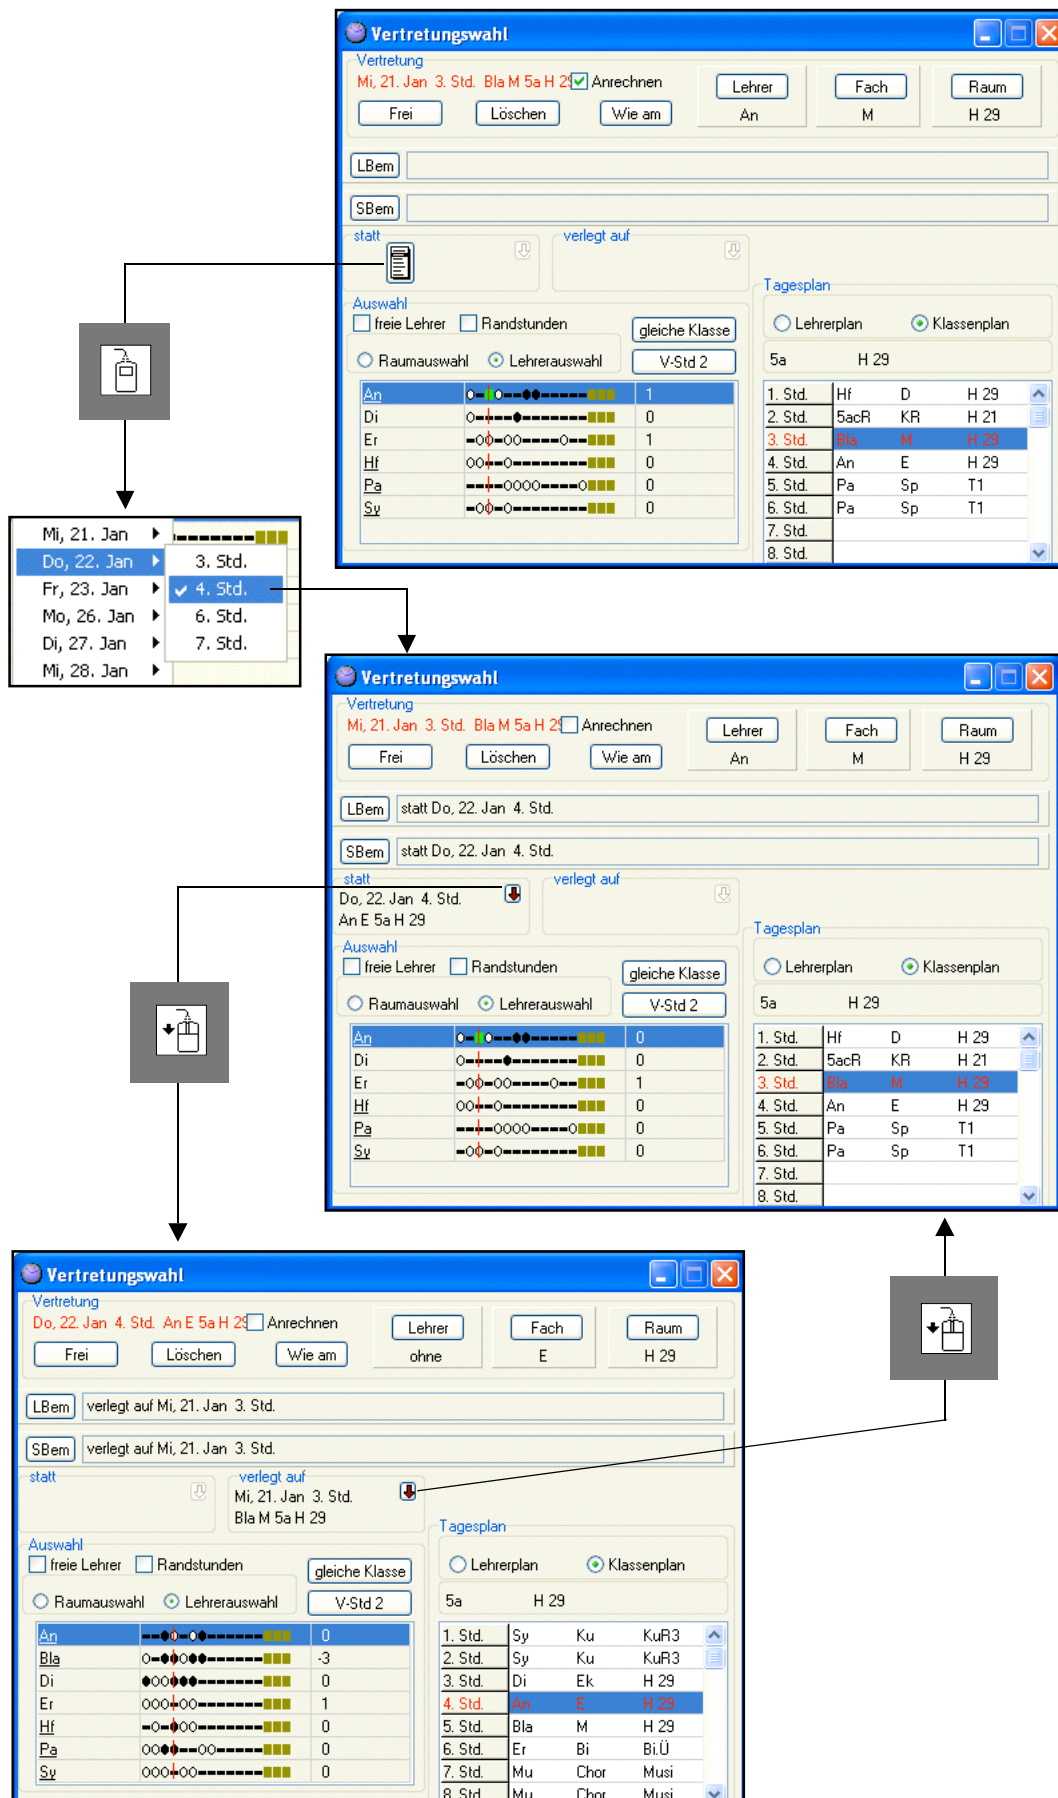 Vertretungswahl
Vertretung
Mi, 21. Jan 3. Std. Bla M 5a H 29 Anrechnen
Lehrer Fach Raum
Frei Löschen Wie am An M H 29
LBem
SBem
statt verlegt auf
Tagesplan
Auswahl
freie Lehrer Randstunden gleiche Klasse Lehrerplan Klassenplan
Raumauswahl Lehrerauswahl V-Std 2 5a H 29
An 1
Di 0
Er 1
Hf 0
Pa 0
Sy 0
1. Std. Hf D H 29
2. Std. 5acR KR H 21
3. Std. Bla M H 29
4. Std. An E H 29
5. Std. Pa Sp T1
6. Std. Pa Sp T1
7. Std.
8. Std.
Mi, 21. Jan
Do, 22. Jan
Fr, 23. Jan
Mo, 26. Jan
Di, 27. Jan
Mi, 28. Jan
3. Std.
4. Std.
6. Std.
7. Std.
Vertretungswahl
Vertretung
Mi, 21. Jan 3. Std. Bla M 5a H 29 Anrechnen
Lehrer Fach Raum
Frei Löschen Wie am An M H 29
LBem statt Do, 22. Jan 4. Std.
SBem statt Do, 22. Jan 4. Std.
statt verlegt auf
Do, 22. Jan 4. Std.
An E 5a H 29
Tagesplan
Auswahl
freie Lehrer Randstunden gleiche Klasse Lehrerplan Klassenplan
Raumauswahl Lehrerauswahl V-Std 2 5a H 29
An 0
Di 0
Er 1
Hf 0
Pa 0
Sy 0
1. Std. Hf D H 29
2. Std. 5acR KR H 21
3. Std. Bla M H 29
4. Std. An E H 29
5. Std. Pa Sp T1
6. Std. Pa Sp T1
7. Std.
8. Std.
Vertretungswahl
Vertretung
Do, 22. Jan 4. Std. An E 5a H 29 Anrechnen
Lehrer Fach Raum
Frei Löschen Wie am ohne E H 29
LBem verlegt auf Mi, 21. Jan 3. Std.
SBem verlegt auf Mi, 21. Jan 3. Std.
statt verlegt auf
Mi, 21. Jan 3. Std.
Bla M 5a H 29
Tagesplan
Auswahl
freie Lehrer Randstunden gleiche Klasse Lehrerplan Klassenplan
Raumauswahl Lehrerauswahl V-Std 2 5a H 29
An 0
Bla -3
Di 0
Er 1
Hf 0
Pa 0
Sy 0
1. Std. Sy Ku KuR3
2. Std. Sy Ku KuR3
3. Std. Di Ek H 29
4. Std. An E H 29
5. Std. Bla M H 29
6. Std. Er Bi Bi.Ü
7. Std. Mu Chor Musi
8. Std. Mu Chor Musi